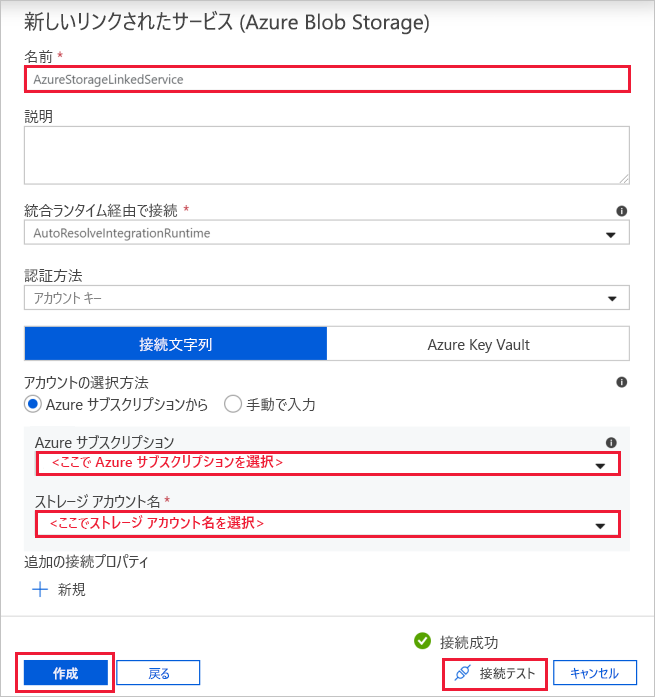 新しいリンクされたサービス (Azure Blob Storage)
名前 *
AzureStorageLinkedService
説明
統合ランタイム経由で接続 *
AutoResolveIntegrationRuntime
認証方法
アカウント キー
接続文字列 Azure Key Vault
アカウントの選択方法
Azure サブスクリプションから 手動で入力
Azure サブスクリプション
<ここで Azure サブスクリプションを選択>
ストレージ アカウント名 *
<ここでストレージ アカウント名を選択>
追加の接続プロパティ
新規
接続成功
作成 戻る 接続テスト キャンセル